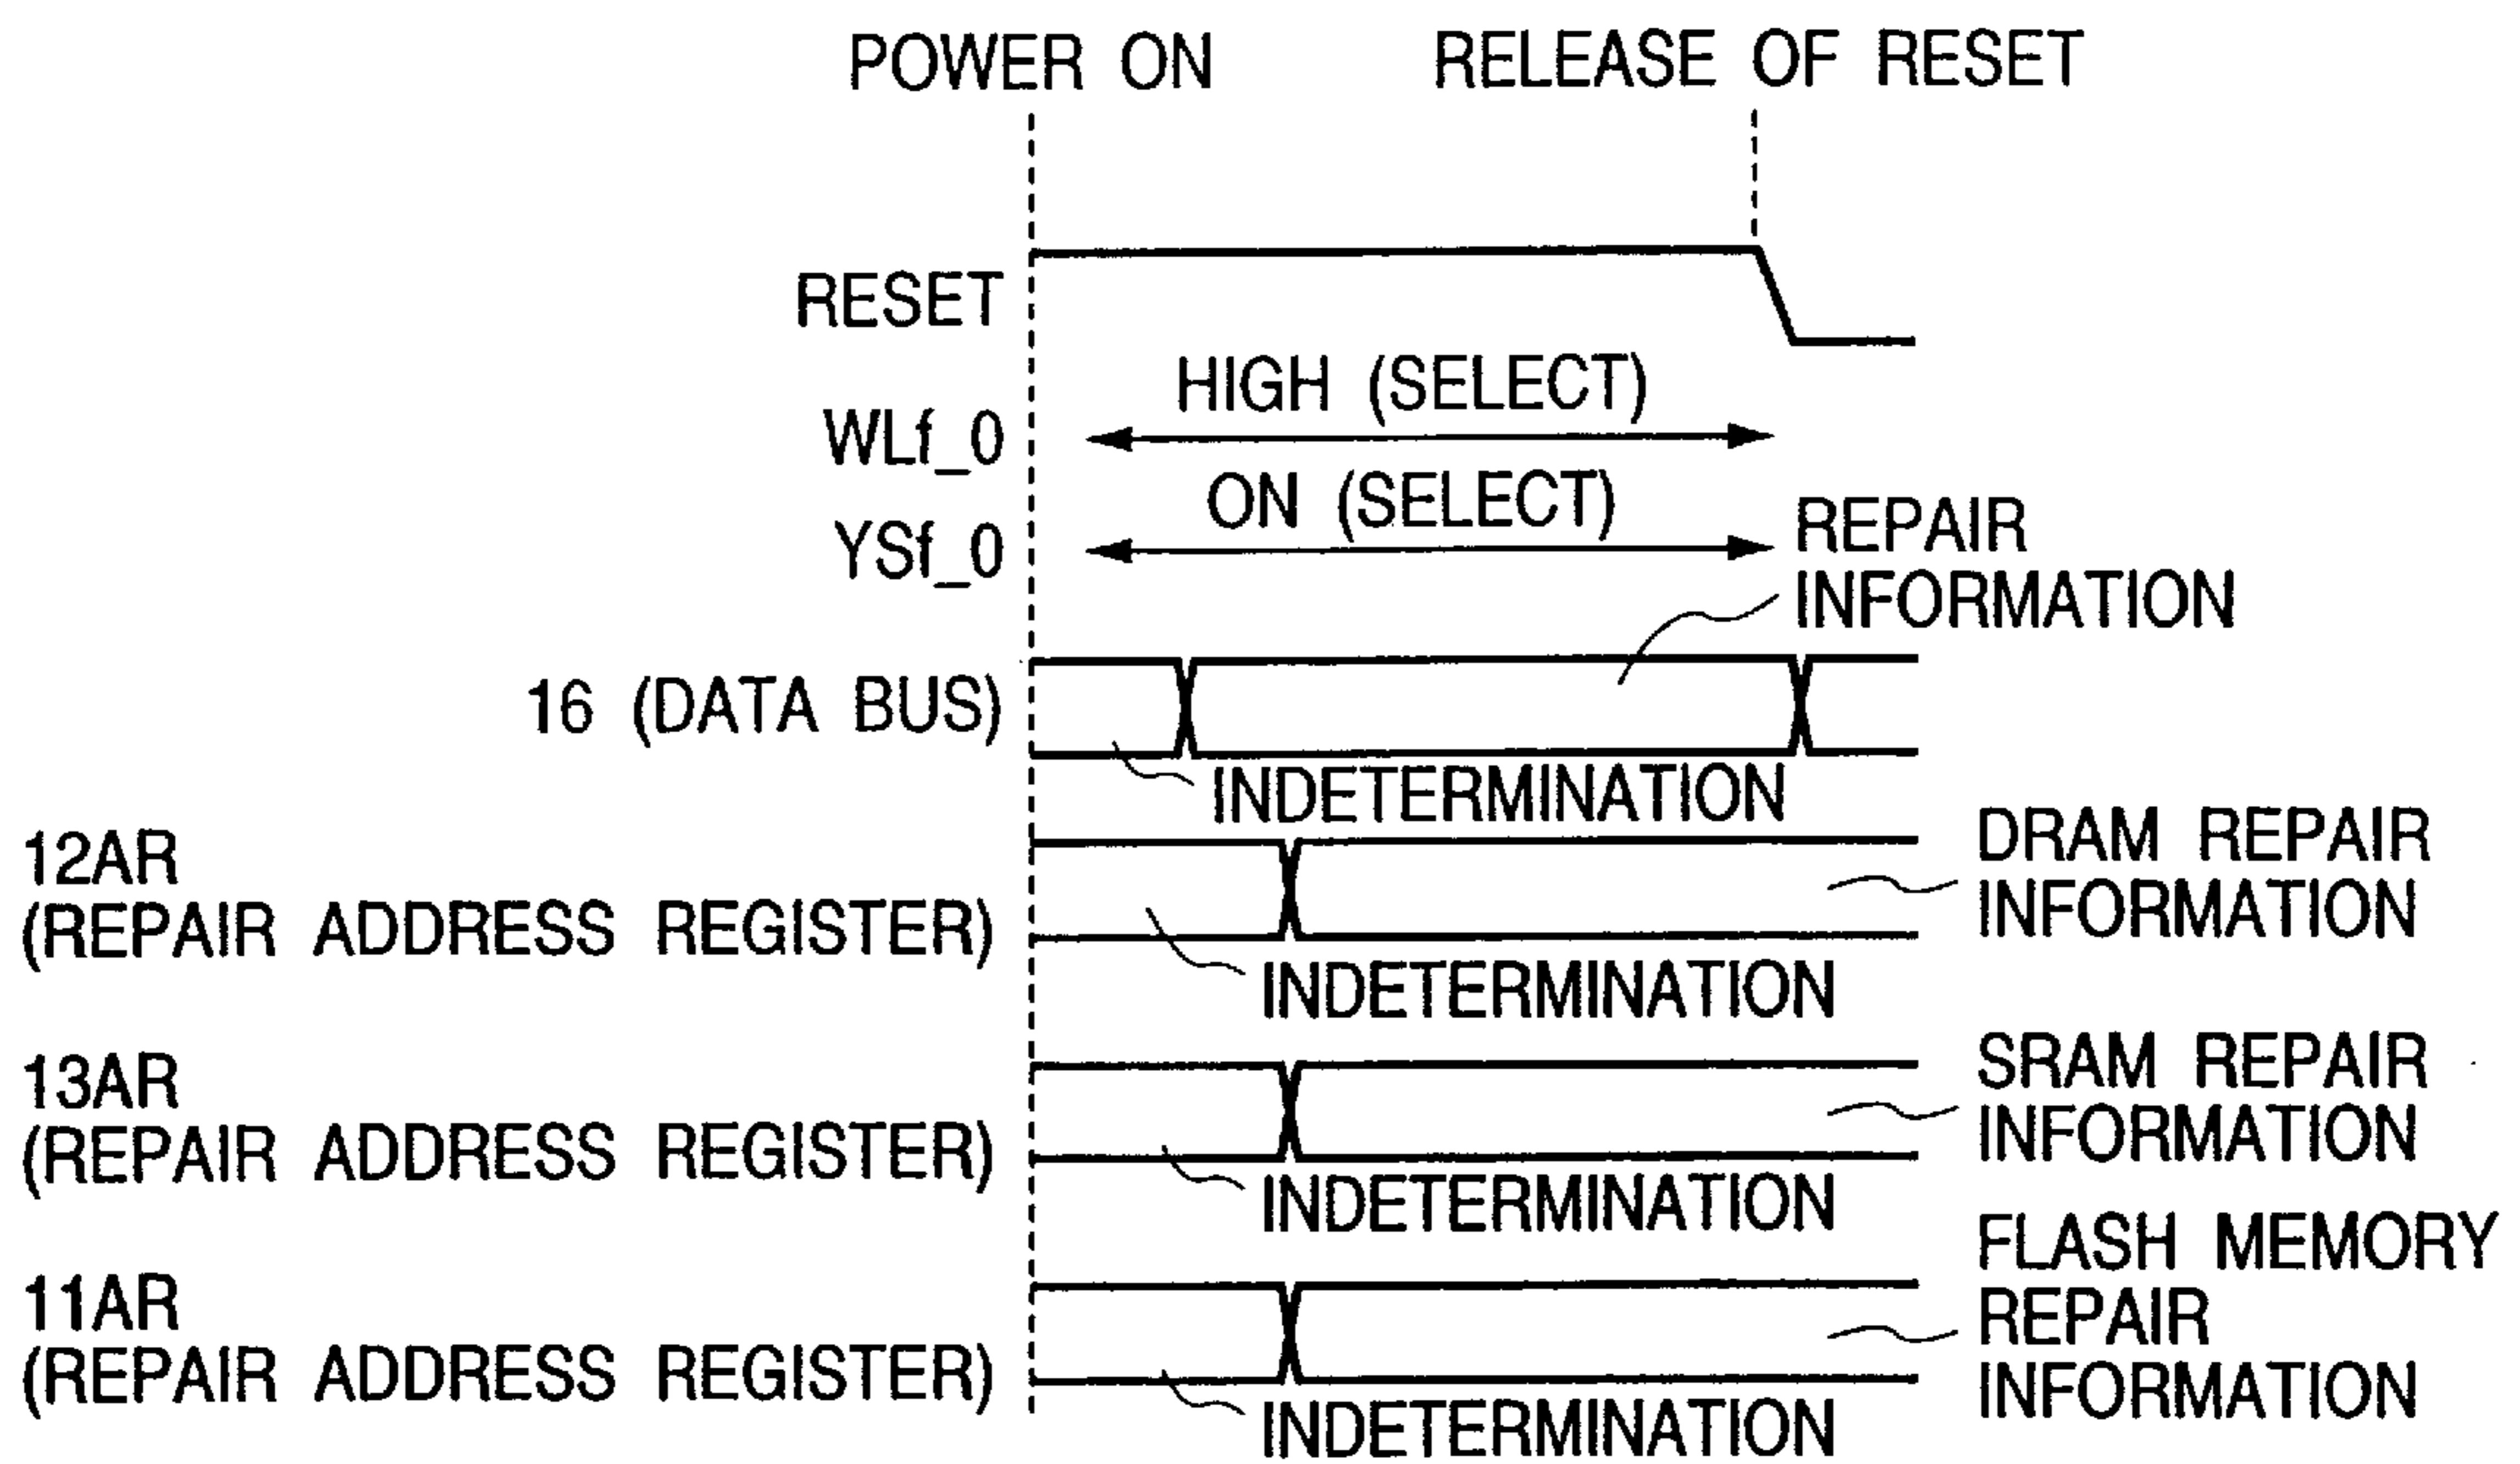 POWER ON
RELEASE OF RESET
RESET
HIGH (SELECT)
WLf_0
ON (SELECT)
YSf_0
REPAIR
INFORMATION
16 (DATA BUS)
INDETERMINATION
12AR
(REPAIR ADDRESS REGISTER)
DRAM REPAIR
INFORMATION
INDETERMINATION
13AR
(REPAIR ADDRESS REGISTER)
SRAM REPAIR
INFORMATION
INDETERMINATION
11AR
(REPAIR ADDRESS REGISTER)
FLASH MEMORY
REPAIR
INFORMATION
INDETERMINATION